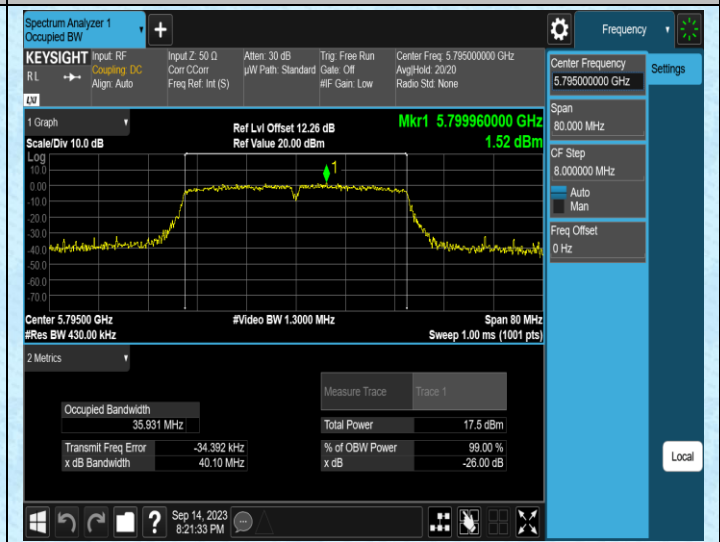 Spectrum Analyzer 1
Occupied BW
Frequency
KEYSIGHT
RL
LXI
Input: RF
Coupling: DC
Align: Auto
Input Z: 50 Ω
Corr CCorr
Freq Ref: Int (S)
Atten: 30 dB
µW Path: Standard
Trig: Free Run
Gate: Off
#IF Gain: Low
Center Freq: 5.795000000 GHz
Avg|Hold: 20/20
Radio Std: None
1 Graph
Scale/Div 10.0 dB
Ref Lvl Offset 12.26 dB
Ref Value 20.00 dBm
Mkr1 5.799960000 GHz
1.52 dBm
Log
10.0
0.00
-10.0
-20.0
-30.0
-40.0
-50.0
-60.0
-70.0
1
Center 5.79500 GHz
#Res BW 430.00 kHz
#Video BW 1.3000 MHz
Span 80 MHz
Sweep 1.00 ms (1001 pts)
2 Metrics
Measure Trace Trace 1
Occupied Bandwidth
35.931 MHz
Total Power 17.5 dBm
Transmit Freq Error -34.392 kHz
% of OBW Power 99.00 %
x dB Bandwidth 40.10 MHz
x dB -26.00 dB
Center Frequency
5.795000000 GHz
Settings
Span
80.000 MHz
CF Step
8.000000 MHz
Auto
Man
Freq Offset
0 Hz
Local
?
Sep 14, 2023
8:21:33 PM